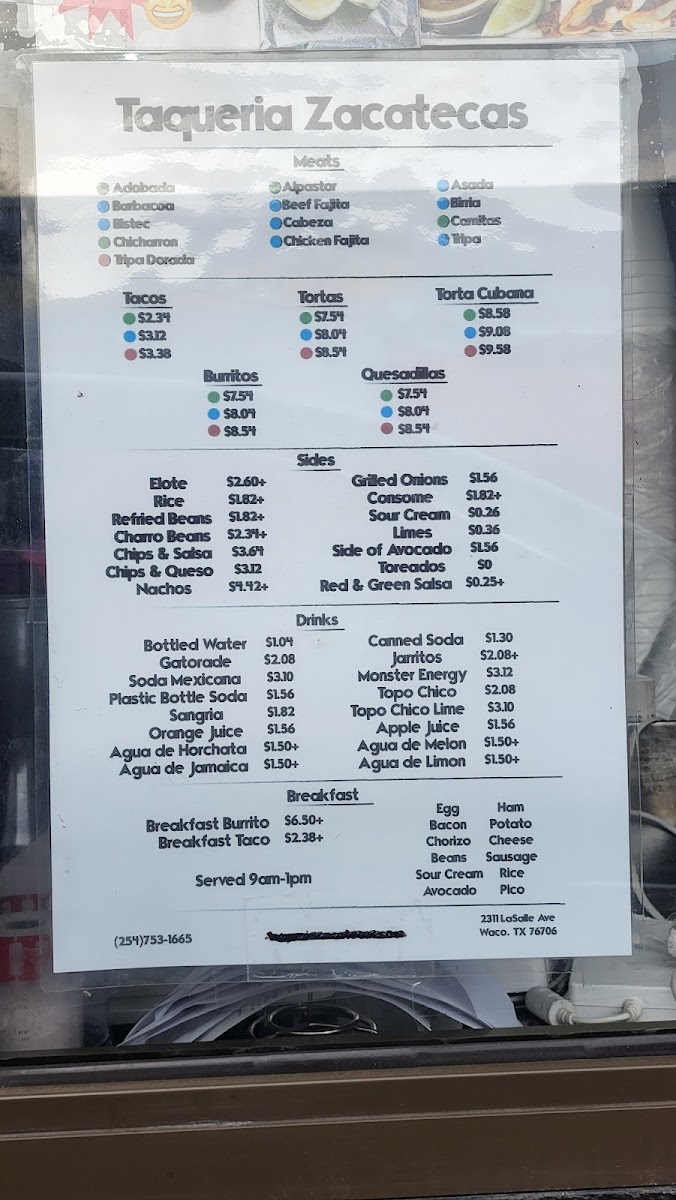 Taqueria Zacatecas
Meats
Adobada Alpastor Asada
Barbacoa Beef Fajita Birria
Bistec Cabeza Carnitas
Chicharron Chicken Fajita Tripa
Tripa Dorada
Tacos Tortas Torta Cubana
$2.34 $7.54 $8.58
$3.12 $8.04 $9.08
$3.38 $8.54 $9.58
Burritos Quesadillas
$7.54 $7.54
$8.04 $8.04
$8.54 $8.54
Sides
Elote $2.60+ Grilled Onions $1.56
Rice $1.82+ Consome $1.82+
Refried Beans $1.82+ Sour Cream $0.26
Charro Beans $2.34+ Limes $0.36
Chips & Salsa $3.64 Side of Avocado $1.56
Chips & Queso $3.12 Toreados $0
Nachos $4.42+ Red & Green Salsa $0.25+
Drinks
Bottled Water $1.04 Canned Soda $1.30
Gatorade $2.08 Jarritos $2.08+
Soda Mexicana $3.10 Monster Energy $3.12
Plastic Bottle Soda $1.56 Topo Chico $2.08
Sangria $1.82 Topo Chico Lime $3.10
Orange Juice $1.56 Apple Juice $1.56
Agua de Horchata $1.50+ Agua de Melon $1.50+
Agua de Jamaica $1.50+ Agua de Limon $1.50+
Breakfast
Breakfast Burrito $6.50+
Breakfast Taco $2.38+
Served 9am-1pm
Egg Ham
Bacon Potato
Chorizo Cheese
Beans Sausage
Sour Cream Rice
Avocado Pico
(254)753-1665
2311 LaSalle Ave
Waco. TX 76706